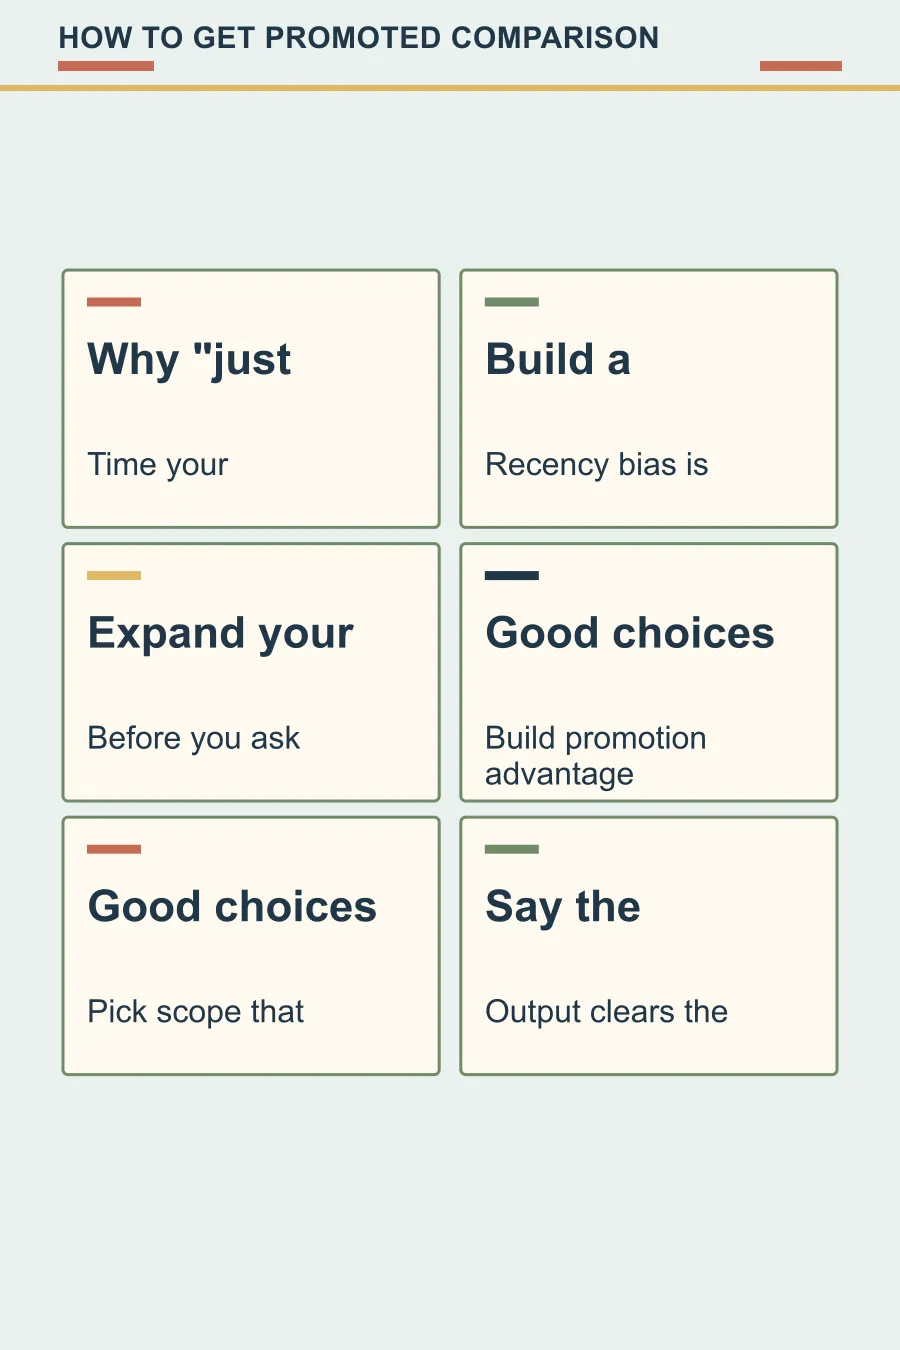 HOW TO GET PROMOTED COMPARISON
Why "just
Time your
Build a
Recency bias is
Expand your
Before you ask
Good choices
Build promotion
advantage
Good choices
Pick scope that
Say the
Output clears the